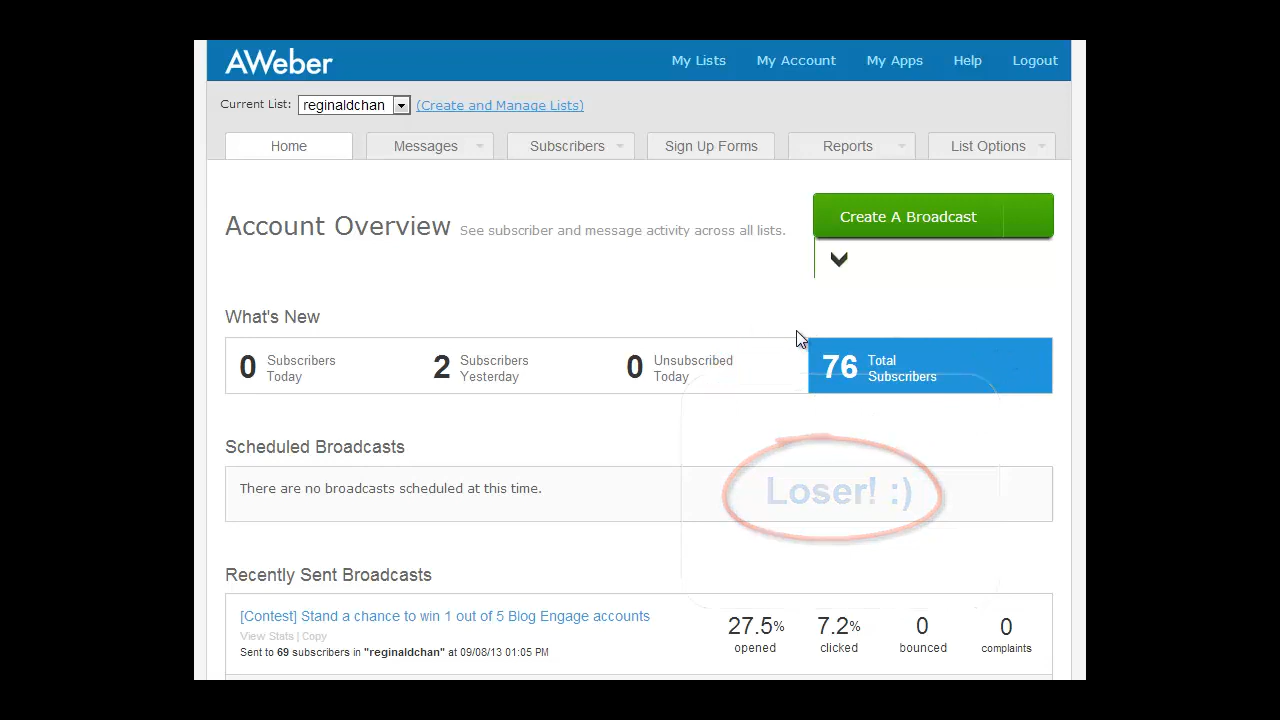 AWeber
My Lists My Account My Apps Help Logout
Current List: reginaldchan (Create and Manage Lists)
Home Messages Subscribers Sign Up Forms Reports List Options
Account Overview See subscriber and message activity across all lists.
Create A Broadcast
What's New
0 Subscribers Today
2 Subscribers Yesterday
0 Unsubscribed Today
76 Total Subscribers
Scheduled Broadcasts
There are no broadcasts scheduled at this time.
Loser! :)
Recently Sent Broadcasts
[Contest] Stand a chance to win 1 out of 5 Blog Engage accounts
View Stats | Copy
Sent to 69 subscribers in "reginaldchan" at 09/08/13 01:05 PM
27.5% opened
7.2% clicked
0 bounced
0 complaints